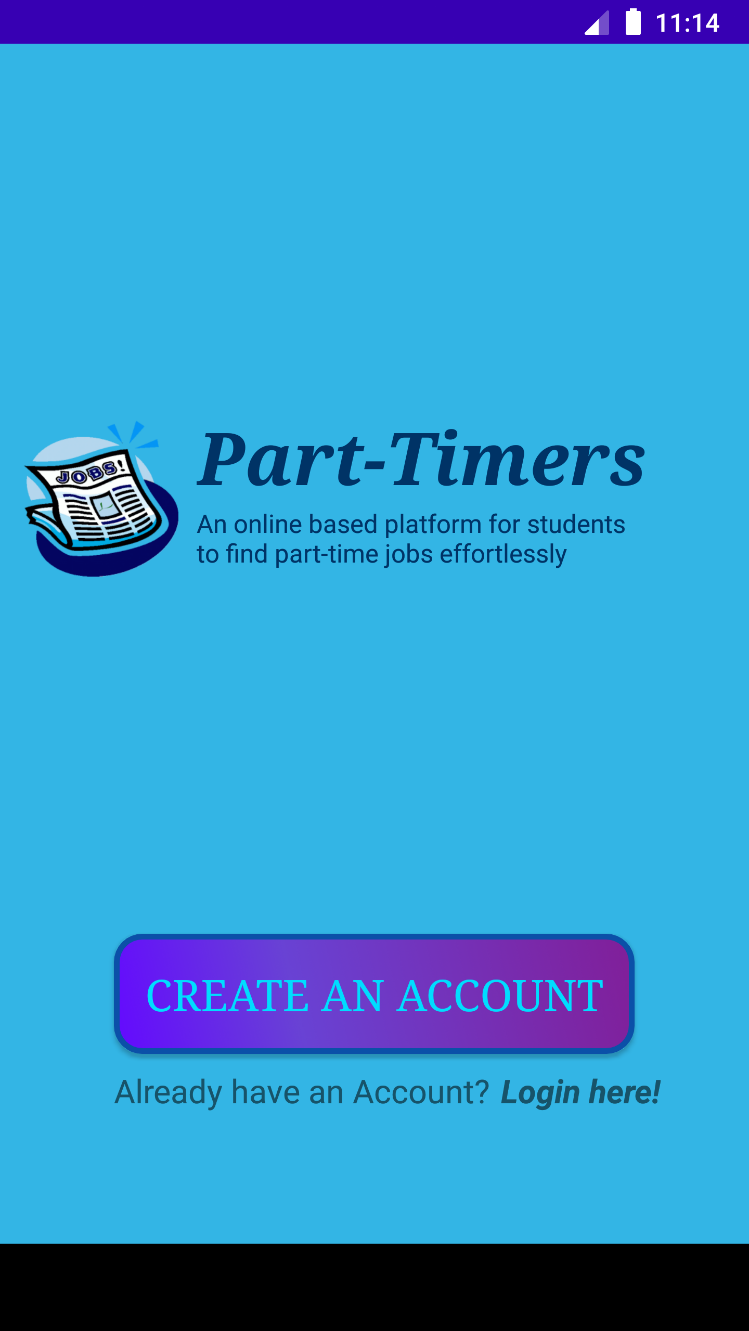 11:14
JOBS!
Part-Timers
An online based platform for students
to find part-time jobs effortlessly
CREATE AN ACCOUNT
Already have an Account? Login here!